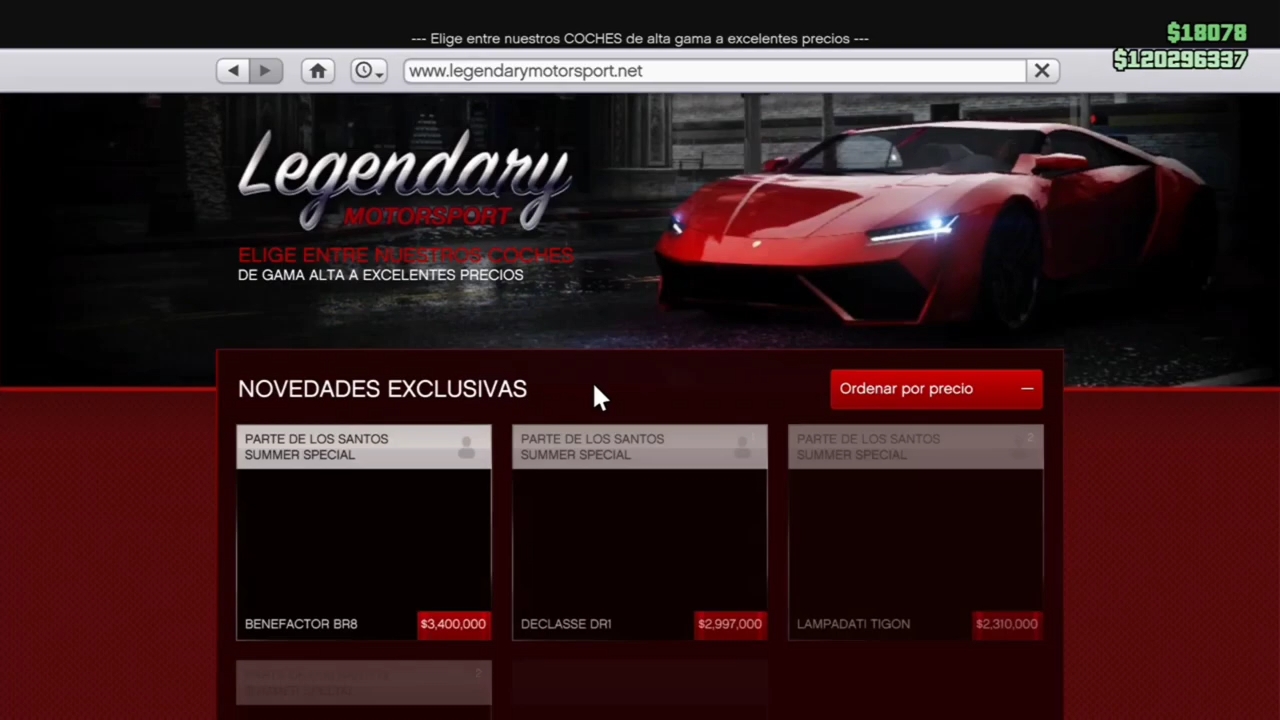 --- Elige entre nuestros COCHES de alta gama a excelentes precios ---
$18078
$120296337
www.legendarymotorsport.net
Legendary
MOTORSPORT
ELIGE ENTRE NUESTROS COCHES
DE GAMA ALTA A EXCELENTES PRECIOS
NOVEDADES EXCLUSIVAS
Ordenar por precio
PARTE DE LOS SANTOS
SUMMER SPECIAL
BENEFACTOR BR8
$3,400,000
PARTE DE LOS SANTOS
SUMMER SPECIAL
DECLASSE DR1
$2,997,000
PARTE DE LOS SANTOS
SUMMER SPECIAL
2
LAMPADATI TIGON
$2,310,000
2